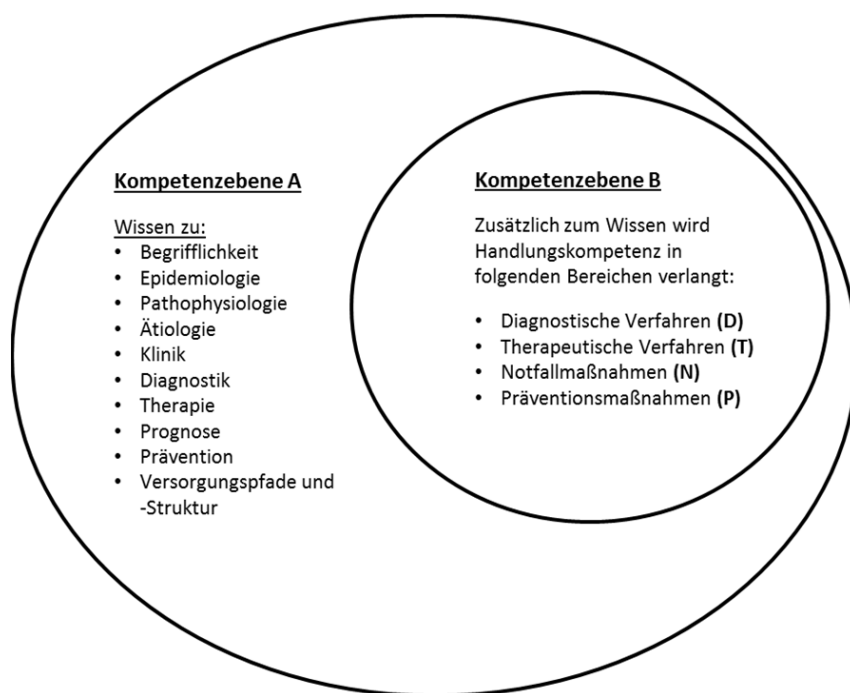 Kompetenzebene A
Wissen zu:
• Begrifflichkeit
• Epidemiologie
• Pathophysiologie
• Ätiologie
• Klinik
• Diagnostik
• Therapie
• Prognose
• Prävention
• Versorgungspfade und
-Struktur
Kompetenzebene B
Zusätzlich zum Wissen wird
Handlungskompetenz in
folgenden Bereichen verlangt:
• Diagnostische Verfahren (D)
• Therapeutische Verfahren (T)
• Notfallmaßnahmen (N)
• Präventionsmaßnahmen (P)